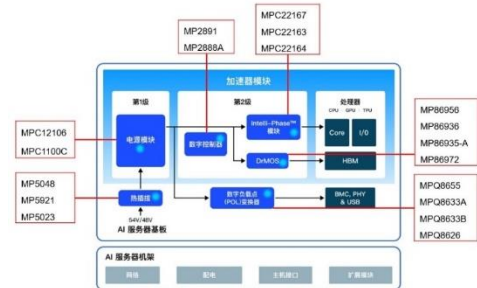 MPC22167
MPC22163
MPC22164
MP2891
MP2888A
加速器模块
第1级
第2级
处理器
CPU GPU TPU
电源模块
数字控制器
Intelli-Phase™
模块
DrMOS
Core
I/O
HBM
MPC12106
MPC1100C
MP86956
MP86936
MP86935-A
MP86972
MP5048
MP5921
MP5023
热插拔
54V/48V
AI 服务器基板
数字负载点
(POL)变换器
BMC, PHY
& USB
MPQ8655
MPQ8633A
MPQ8633B
MPQ8626
AI 服务器机架
网络
配电
主机接口
扩展模块